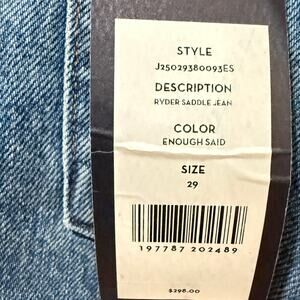 STYLE
J25029380093ES
DESCRIPTION
RYDER SADDLE JEAN
COLOR
ENOUGH SAID
SIZE
29
197787 202489
$298.00